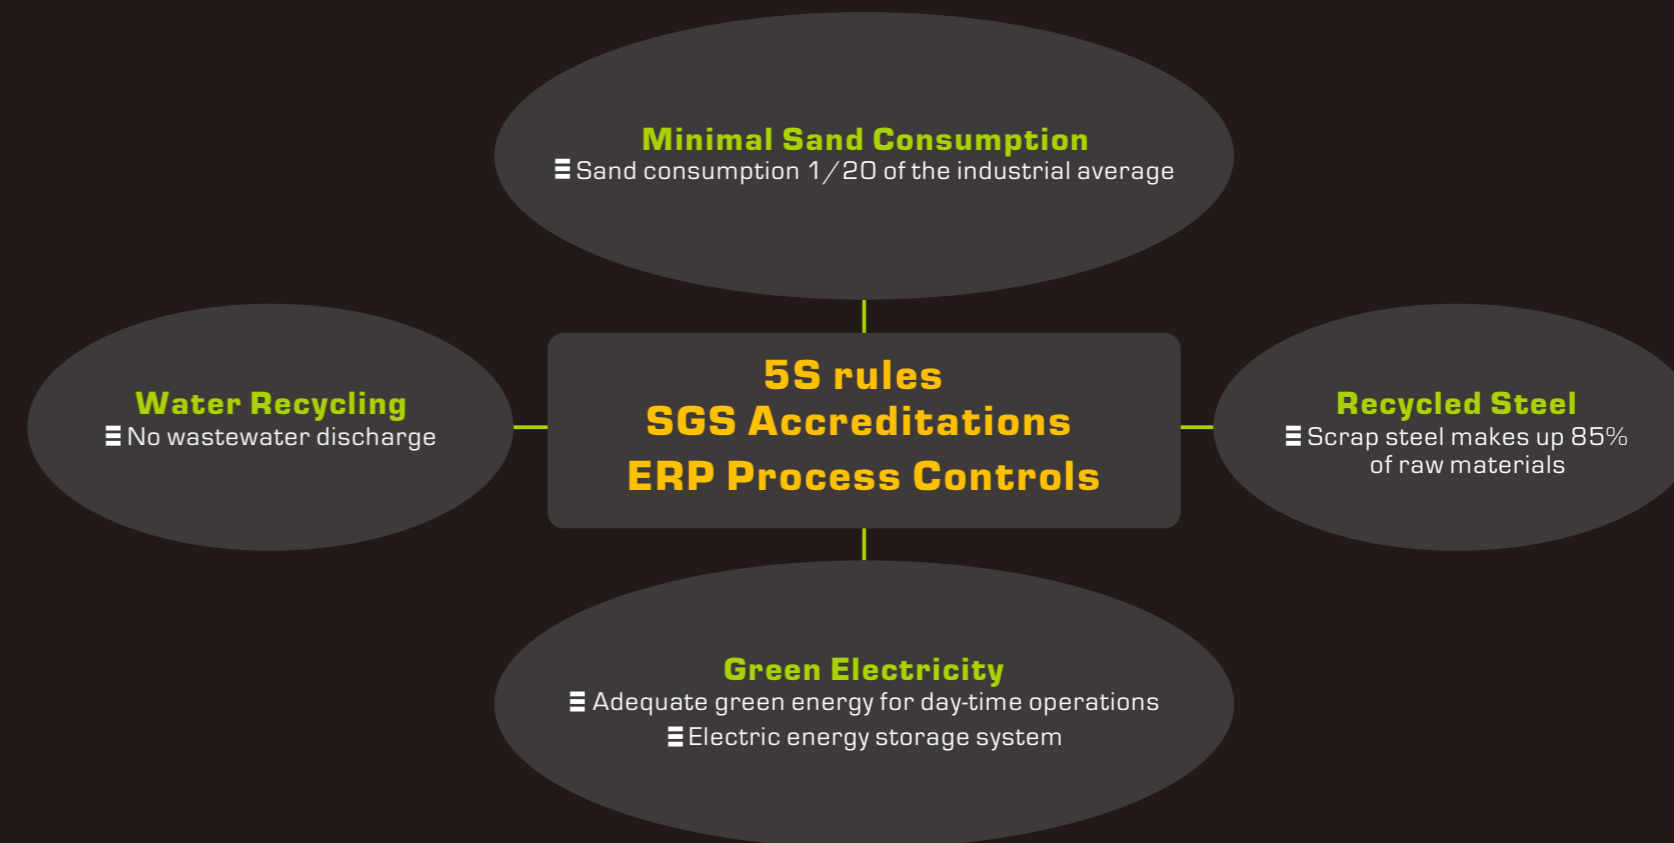 Minimal Sand Consumption
Sand consumption 1/20 of the industrial average
Water Recycling
No wastewater discharge
5S rules
SGS Accreditations
ERP Process Controls
Recycled Steel
Scrap steel makes up 85%
of raw materials
Green Electricity
Adequate green energy for day-time operations
Electric energy storage system